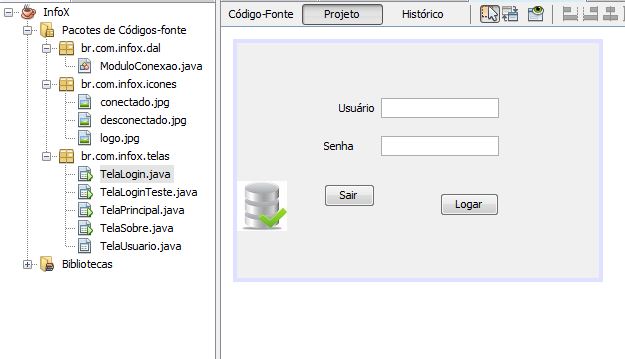 InfoX
Pacotes de Códigos-fonte
br.com.infox.dal
ModuloConexao.java
br.com.infox.icones
conectado.jpg
desconectado.jpg
logo.jpg
br.com.infox.telas
TelaLogin.java
TelaLoginTeste.java
TelaPrincipal.java
TelaSobre.java
TelaUsuario.java
Bibliotecas
Código-Fonte Projeto Histórico
Usuário
Senha
Sair
Logar